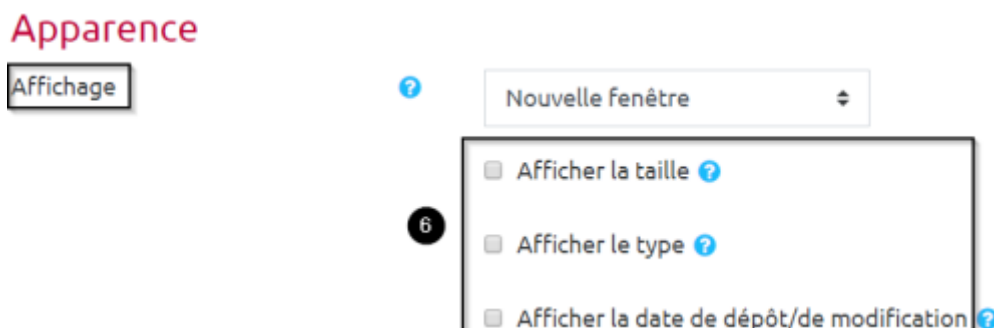 Apparence
Affichage
Nouvelle fenêtre
Afficher la taille
6
Afficher le type
Afficher la date de dépôt/de modification